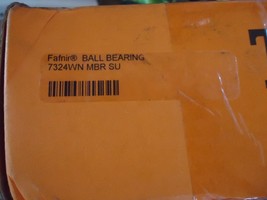 Fafnir® BALL BEARING
7324WN MBR SU